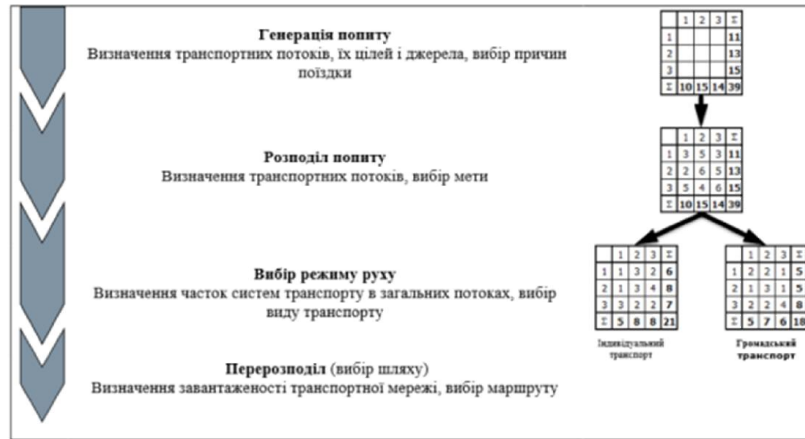 Генерація попиту
Визначення транспортних потоків, їх цілей і джерела, вибір причин
поїздки
Розподіл попиту
Визначення транспортних потоків, вибір мети
Вибір режиму руху
Визначення часток систем транспорту в загальних потоках, вибір
виду транспорту
Перерозподіл (вибір шляху)
Визначення завантаженості транспортної мережі, вибір маршруту
1 2 3 Σ
1 11
2 13
3 15
Σ 10 15 14 39
1 2 3 Σ
1 3 5 3 11
2 2 6 5 13
3 5 4 6 15
Σ 10 15 14 39
1 2 3 Σ
1 1 3 2 6
2 1 3 4 8
3 3 2 2 7
Σ 5 8 8 21
Індивідуальний
транспорт
1 2 3 Σ
1 2 2 1 5
2 1 3 1 5
3 2 2 4 8
Σ 5 7 6 18
Громадський
транспорт